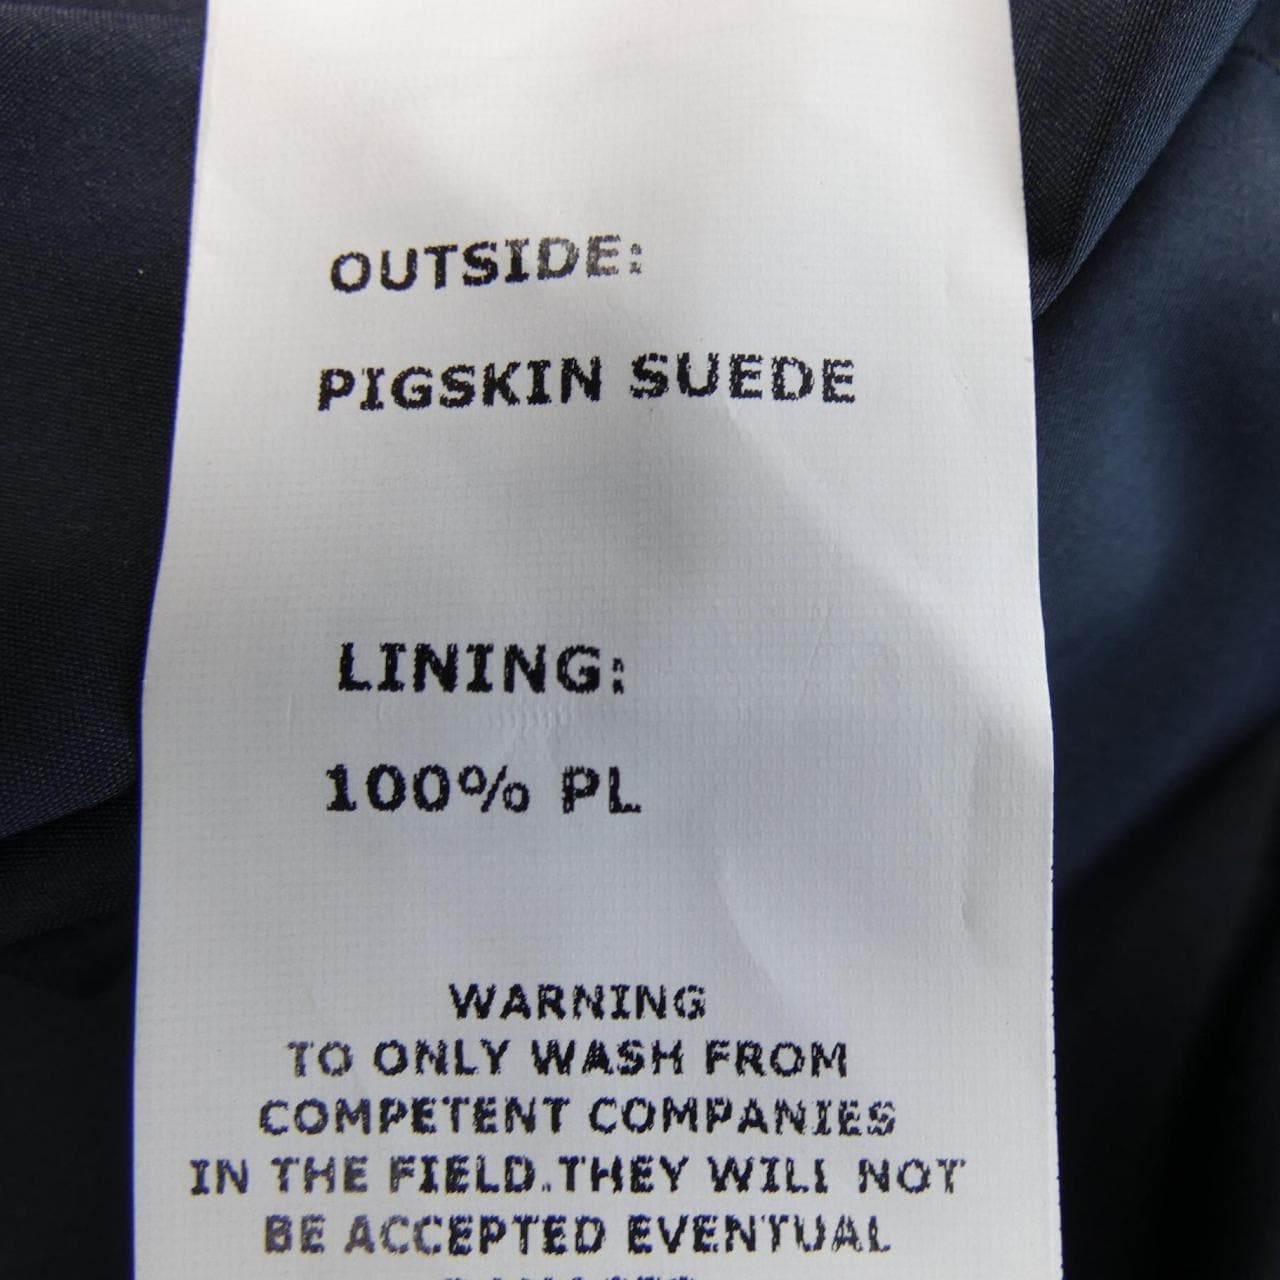 OUTSIDE:
PIGSKIN SUEDE
LINING:
100% PL
WARNING
TO ONLY WASH FROM
COMPETENT COMPANIES
IN THE FIELD.THEY WILL NOT
BE ACCEPTED EVENTUAL